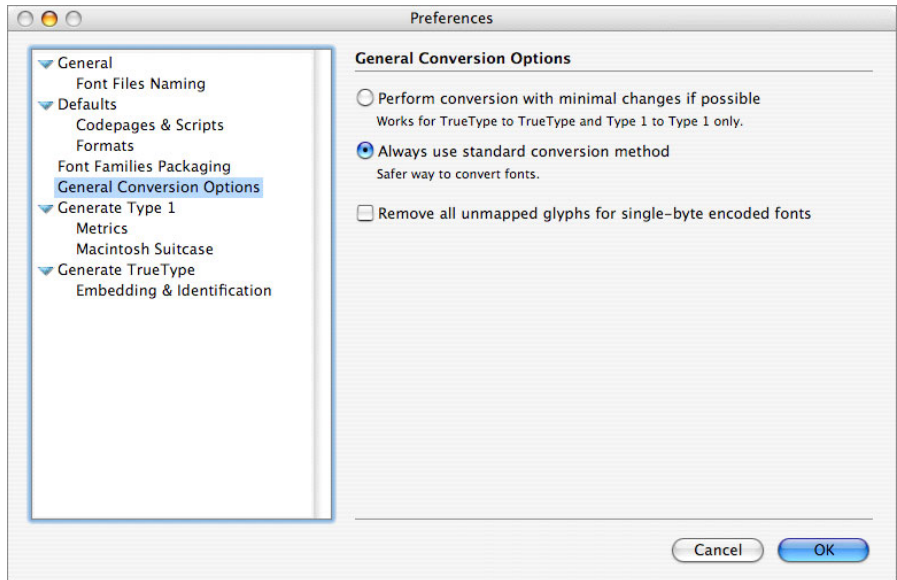 Preferences
General
Font Files Naming
Defaults
Codepages & Scripts
Formats
Font Families Packaging
General Conversion Options
Generate Type 1
Metrics
Macintosh Suitcase
Generate TrueType
Embedding & Identification
General Conversion Options
Perform conversion with minimal changes if possible
Works for TrueType to TrueType and Type 1 to Type 1 only.
Always use standard conversion method
Safer way to convert fonts.
Remove all unmapped glyphs for single-byte encoded fonts
Cancel
OK